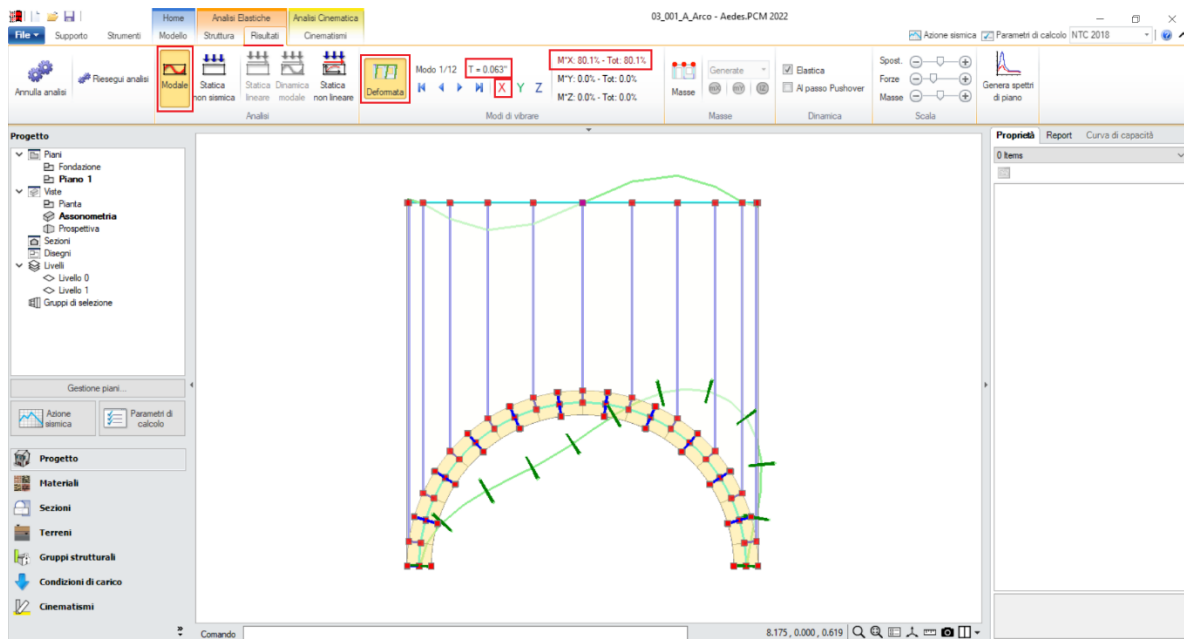 03_001_A_Arco - Aedes.PCM 2022
Home
Analisi Elastiche
Analisi Cinematica
File
Supporto
Strumenti
Modello
Struttura
Risultati
Cinematismi
Azione sismica
Parametri di calcolo
NTC 2018
Annulla analisi
Riesegui analisi
Modale
Statica non sismica
Statica lineare
Dinamica modale
Statica non lineare
Analisi
Deformata
Modo 1/12
T = 0.063"
X Y Z
M*X: 80.1% - Tot: 80.1%
M*Y: 0.0% - Tot: 0.0%
M*Z: 0.0% - Tot: 0.0%
Modi di vibrare
Masse
Generate
Masse
Elastica
Al passo Pushover
Dinamica
Spost.
Forze
Masse
Scala
Genera spettri
di piano
Progetto
Piani
Fondazione
Piano 1
Viste
Pianta
Assonometria
Prospettiva
Sezioni
Disegni
Livelli
Livello 0
Livello 1
Gruppi di selezione
Gestione piani...
Azione
sismica
Parametri di
calcolo
Progetto
Materiali
Sezioni
Terreni
Gruppi strutturali
Condizioni di carico
Cinematismi
Proprietà
Report
Curva di capacità
0 Items
Comando
8.175, 0.000, 0.619